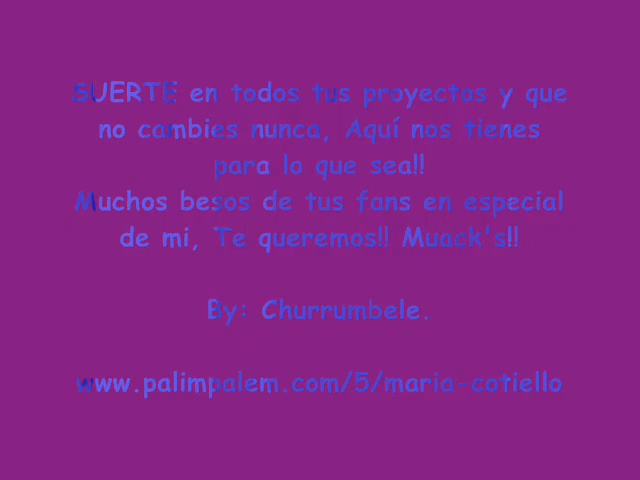 SUERTE en todos tus proyectos y que
no cambies nunca, Aquí nos tienes
para lo que sea!!
Muchos besos de tus fans en especial
de mi, Te queremos!! Muack's!!
By: Churrumbele.
www.palimpalem.com/5/maria-cotiello